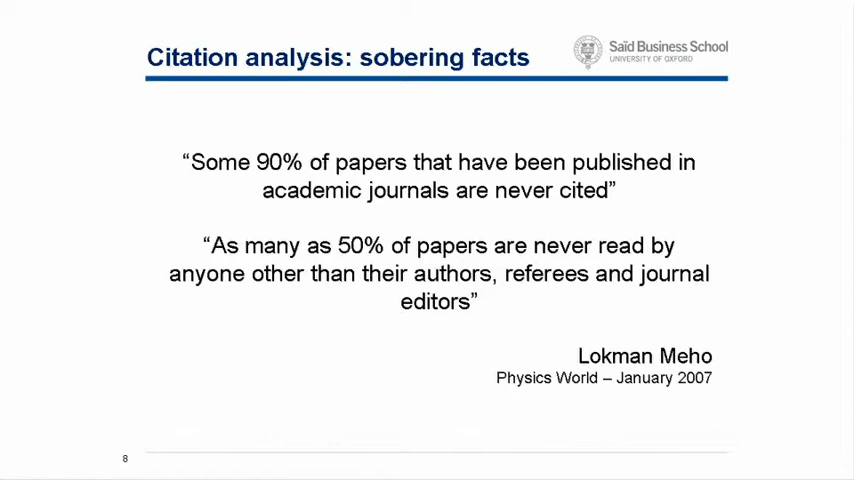 Citation analysis: sobering facts
Saïd Business School
UNIVERSITY OF OXFORD
“Some 90% of papers that have been published in
academic journals are never cited”
“As many as 50% of papers are never read by
anyone other than their authors, referees and journal
editors”
Lokman Meho
Physics World – January 2007
8